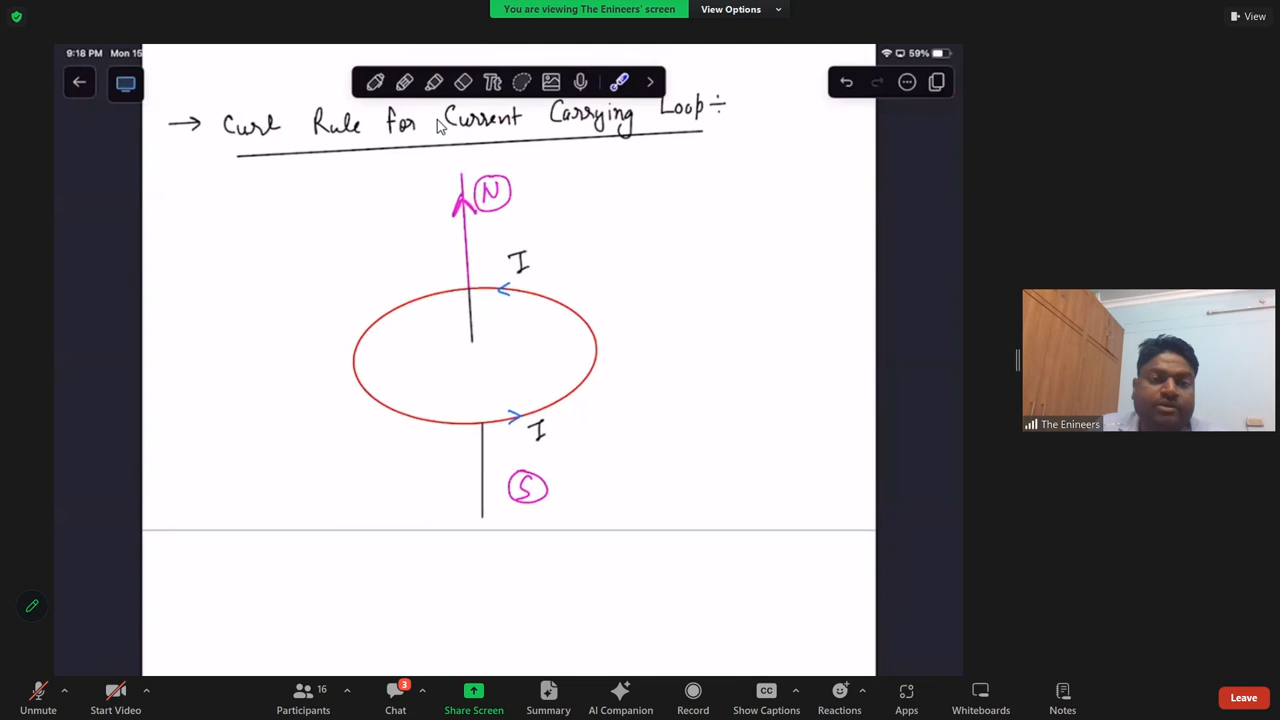 You are viewing The Enineers' screen
View Options
View
9:18 PM Mon 15
59%
Tt
→ Curl Rule for Current Carrying Loop÷
N
I
I
S
The Enineers
Unmute
Start Video
16
Participants
3
Chat
Share Screen
Summary
AI Companion
Record
CC
Show Captions
Reactions
Apps
Whiteboards
Notes
Leave